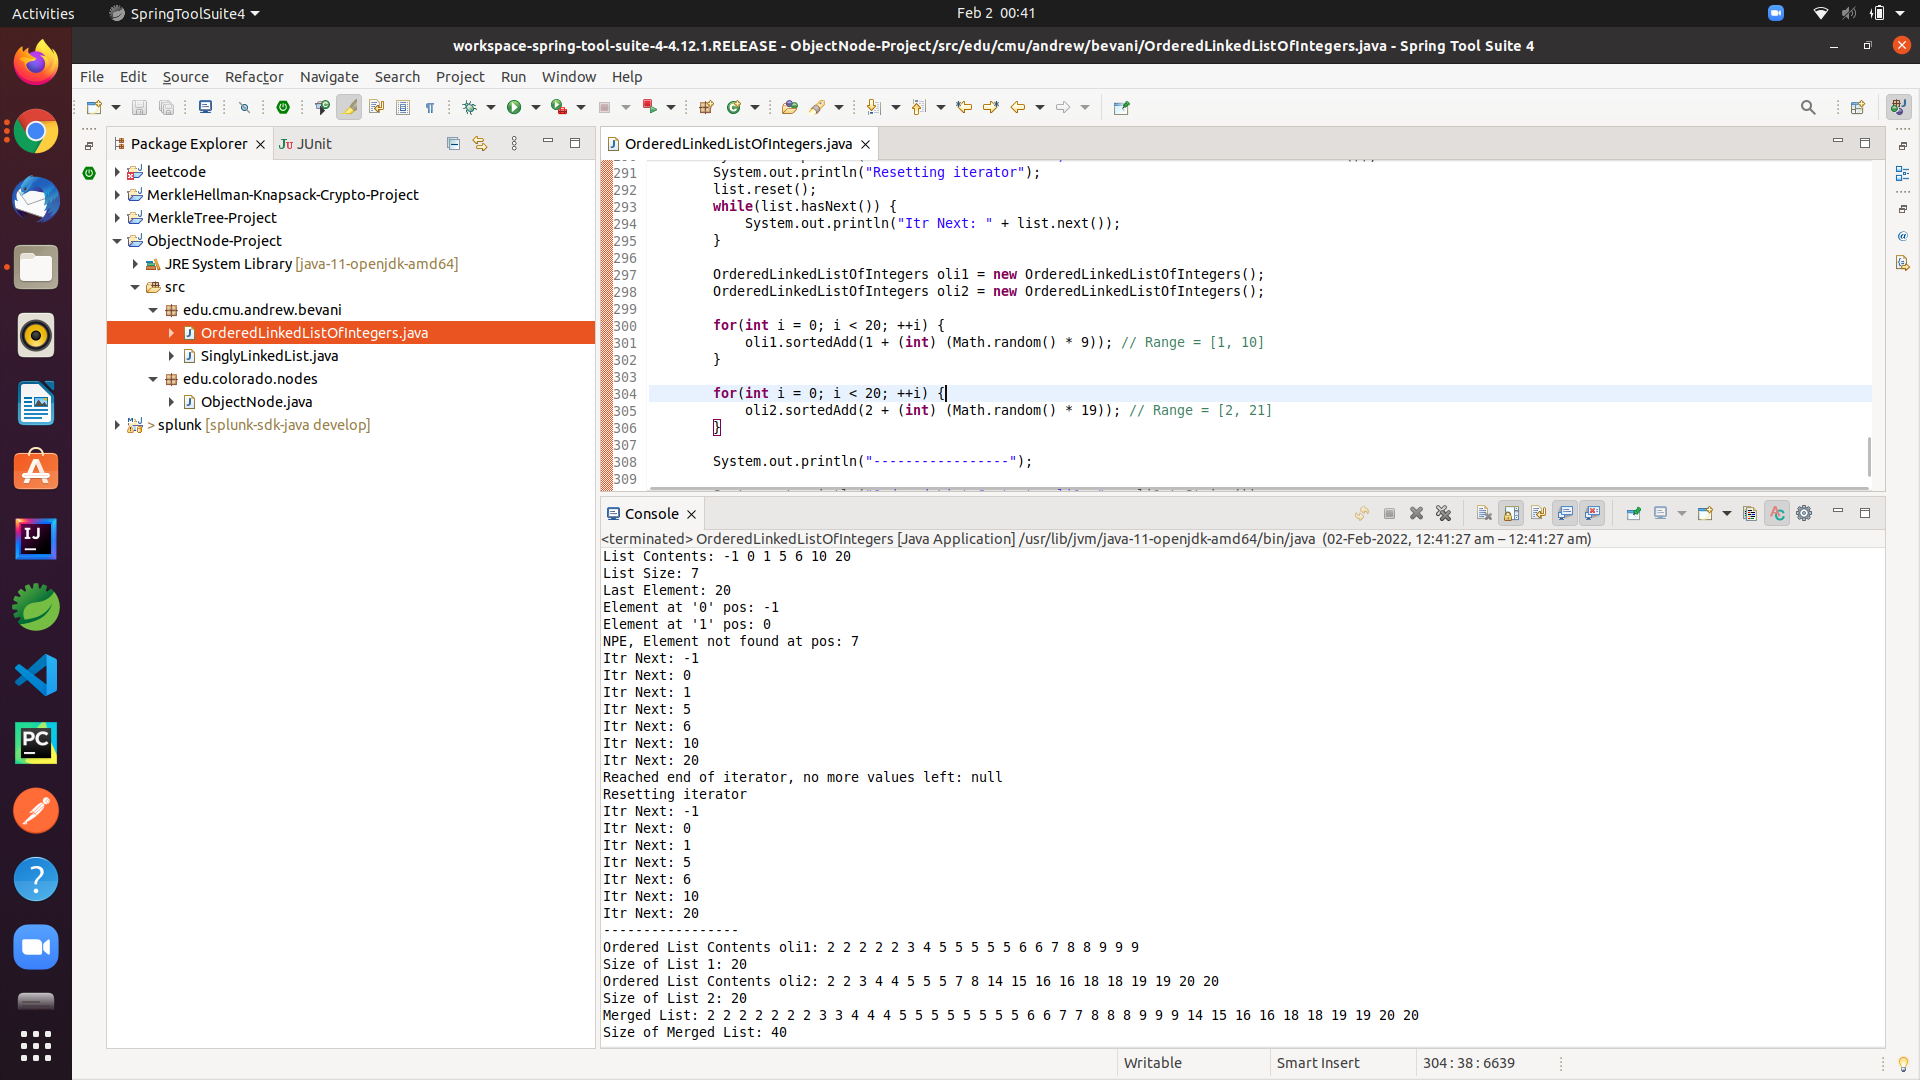 Activities
SpringToolSuite4
Feb 2 00:41
workspace-spring-tool-suite-4-4.12.1.RELEASE - ObjectNode-Project/src/edu/cmu/andrew/bevani/OrderedLinkedListOfIntegers.java - Spring Tool Suite 4
File Edit Source Refactor Navigate Search Project Run Window Help
Package Explorer
JUnit
leetcode
MerkleHellman-Knapsack-Crypto-Project
MerkleTree-Project
ObjectNode-Project
JRE System Library [java-11-openjdk-amd64]
src
edu.cmu.andrew.bevani
OrderedLinkedListOfIntegers.java
SinglyLinkedList.java
edu.colorado.nodes
ObjectNode.java
> splunk [splunk-sdk-java develop]
OrderedLinkedListOfIntegers.java
291 System.out.println("Resetting iterator");
292 list.reset();
293 while(list.hasNext()) {
294 System.out.println("Itr Next: " + list.next());
295 }
296
297 OrderedLinkedListOfIntegers oli1 = new OrderedLinkedListOfIntegers();
298 OrderedLinkedListOfIntegers oli2 = new OrderedLinkedListOfIntegers();
299
300 for(int i = 0; i < 20; ++i) {
301 oli1.sortedAdd(1 + (int) (Math.random() * 9)); // Range = [1, 10]
302 }
303
304 for(int i = 0; i < 20; ++i) {
305 oli2.sortedAdd(2 + (int) (Math.random() * 19)); // Range = [2, 21]
306 }
307
308 System.out.println("-----------------");
309
Console
<terminated> OrderedLinkedListOfIntegers [Java Application] /usr/lib/jvm/java-11-openjdk-amd64/bin/java (02-Feb-2022, 12:41:27 am – 12:41:27 am)
List Contents: -1 0 1 5 6 10 20
List Size: 7
Last Element: 20
Element at '0' pos: -1
Element at '1' pos: 0
NPE, Element not found at pos: 7
Itr Next: -1
Itr Next: 0
Itr Next: 1
Itr Next: 5
Itr Next: 6
Itr Next: 10
Itr Next: 20
Reached end of iterator, no more values left: null
Resetting iterator
Itr Next: -1
Itr Next: 0
Itr Next: 1
Itr Next: 5
Itr Next: 6
Itr Next: 10
Itr Next: 20
-----------------
Ordered List Contents oli1: 2 2 2 2 2 3 4 5 5 5 5 5 6 6 7 8 8 9 9 9
Size of List 1: 20
Ordered List Contents oli2: 2 2 3 4 4 5 5 5 7 8 14 15 16 16 18 18 19 19 20 20
Size of List 2: 20
Merged List: 2 2 2 2 2 2 2 3 3 4 4 4 5 5 5 5 5 5 5 5 6 6 7 7 8 8 8 9 9 9 14 15 16 16 18 18 19 19 20 20
Size of Merged List: 40
Writable
Smart Insert
304 : 38 : 6639